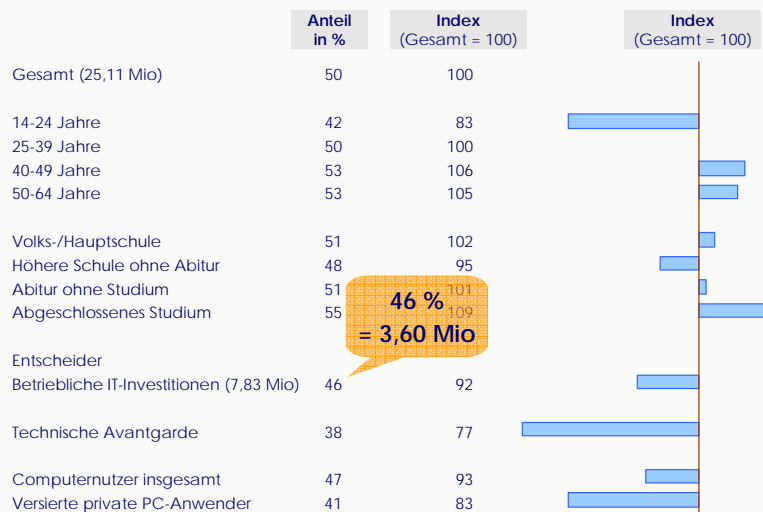 Anteil in %	Index (Gesamt = 100)	Index (Gesamt = 100)
Gesamt (25,11 Mio)	50	100
14-24 Jahre	42	83
25-39 Jahre	50	100
40-49 Jahre	53	106
50-64 Jahre	53	105
Volks-/Hauptschule	51	102
Höhere Schule ohne Abitur	48	95
Abitur ohne Studium	51	101
Abgeschlossenes Studium	55	109
46 %
= 3,60 Mio
Entscheider
Betriebliche IT-Investitionen (7,83 Mio)	46	92
Technische Avantgarde	38	77
Computernutzer insgesamt	47	93
Versierte private PC-Anwender	41	83